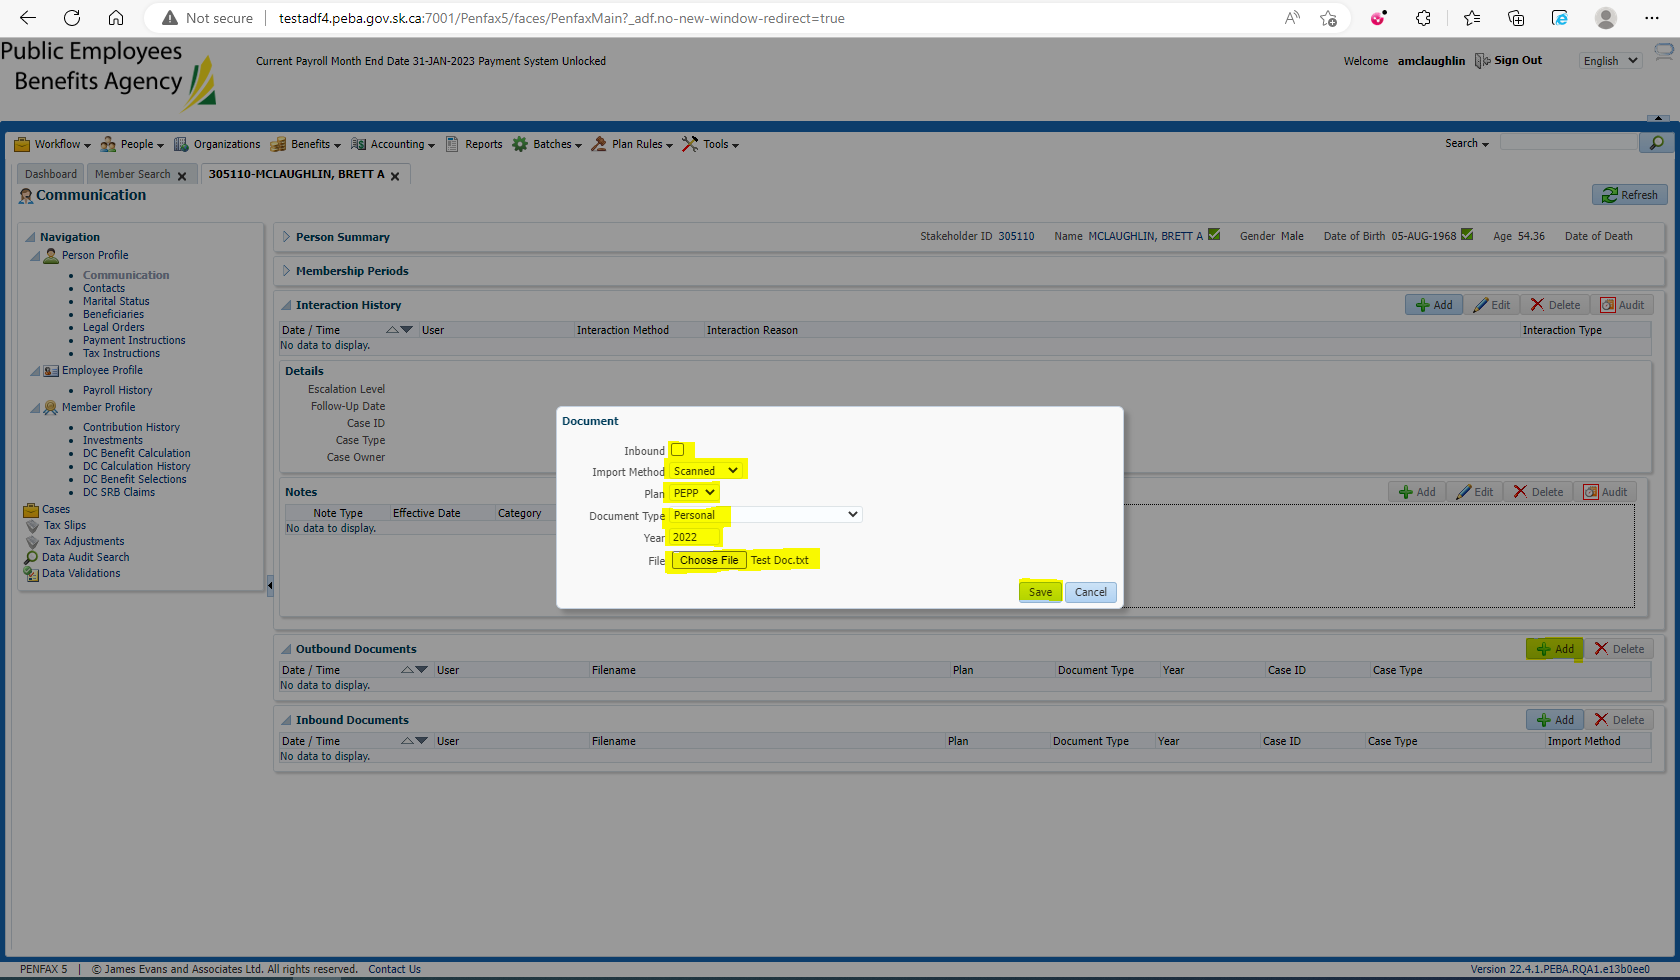 Not secure | testadf4.peba.gov.sk.ca:7001/Penfax5/faces/PenfaxMain?_adf.no-new-window-redirect=true
Public Employees
Benefits Agency
Current Payroll Month End Date 31-JAN-2023 Payment System Unlocked
Welcome amclaughlin Sign Out English
Workflow People Organizations Benefits Accounting Reports Batches Plan Rules Tools Search
Dashboard Member Search 305110-MCLAUGHLIN, BRETT A
Communication Refresh
Navigation
Person Profile
Communication
Contacts
Marital Status
Beneficiaries
Legal Orders
Payment Instructions
Tax Instructions
Employee Profile
Payroll History
Member Profile
Contribution History
Investments
DC Benefit Calculation
DC Calculation History
DC Benefit Selections
DC SRB Claims
Cases
Tax Slips
Tax Adjustments
Data Audit Search
Data Validations
Person Summary Stakeholder ID 305110 Name MCLAUGHLIN, BRETT A Gender Male Date of Birth 05-AUG-1968 Age 54.36 Date of Death
Membership Periods
Interaction History Add Edit Delete Audit
Date / Time User Interaction Method Interaction Reason Interaction Type
No data to display.
Details
Escalation Level
Follow-Up Date
Case ID
Case Type
Case Owner
Notes Add Edit Delete Audit
Note Type Effective Date Category
No data to display.
Document
Inbound
Import Method Scanned
Plan PEPP
Document Type Personal
Year 2022
File Choose File Test Doc.txt
Save Cancel
Outbound Documents Add Delete
Date / Time User Filename Plan Document Type Year Case ID Case Type
No data to display.
Inbound Documents Add Delete
Date / Time User Filename Plan Document Type Year Case ID Case Type Import Method
No data to display.
PENFAX 5 | © James Evans and Associates Ltd. All rights reserved. Contact Us Version 22.4.1.PEBA.RQA1.e13b0ee0